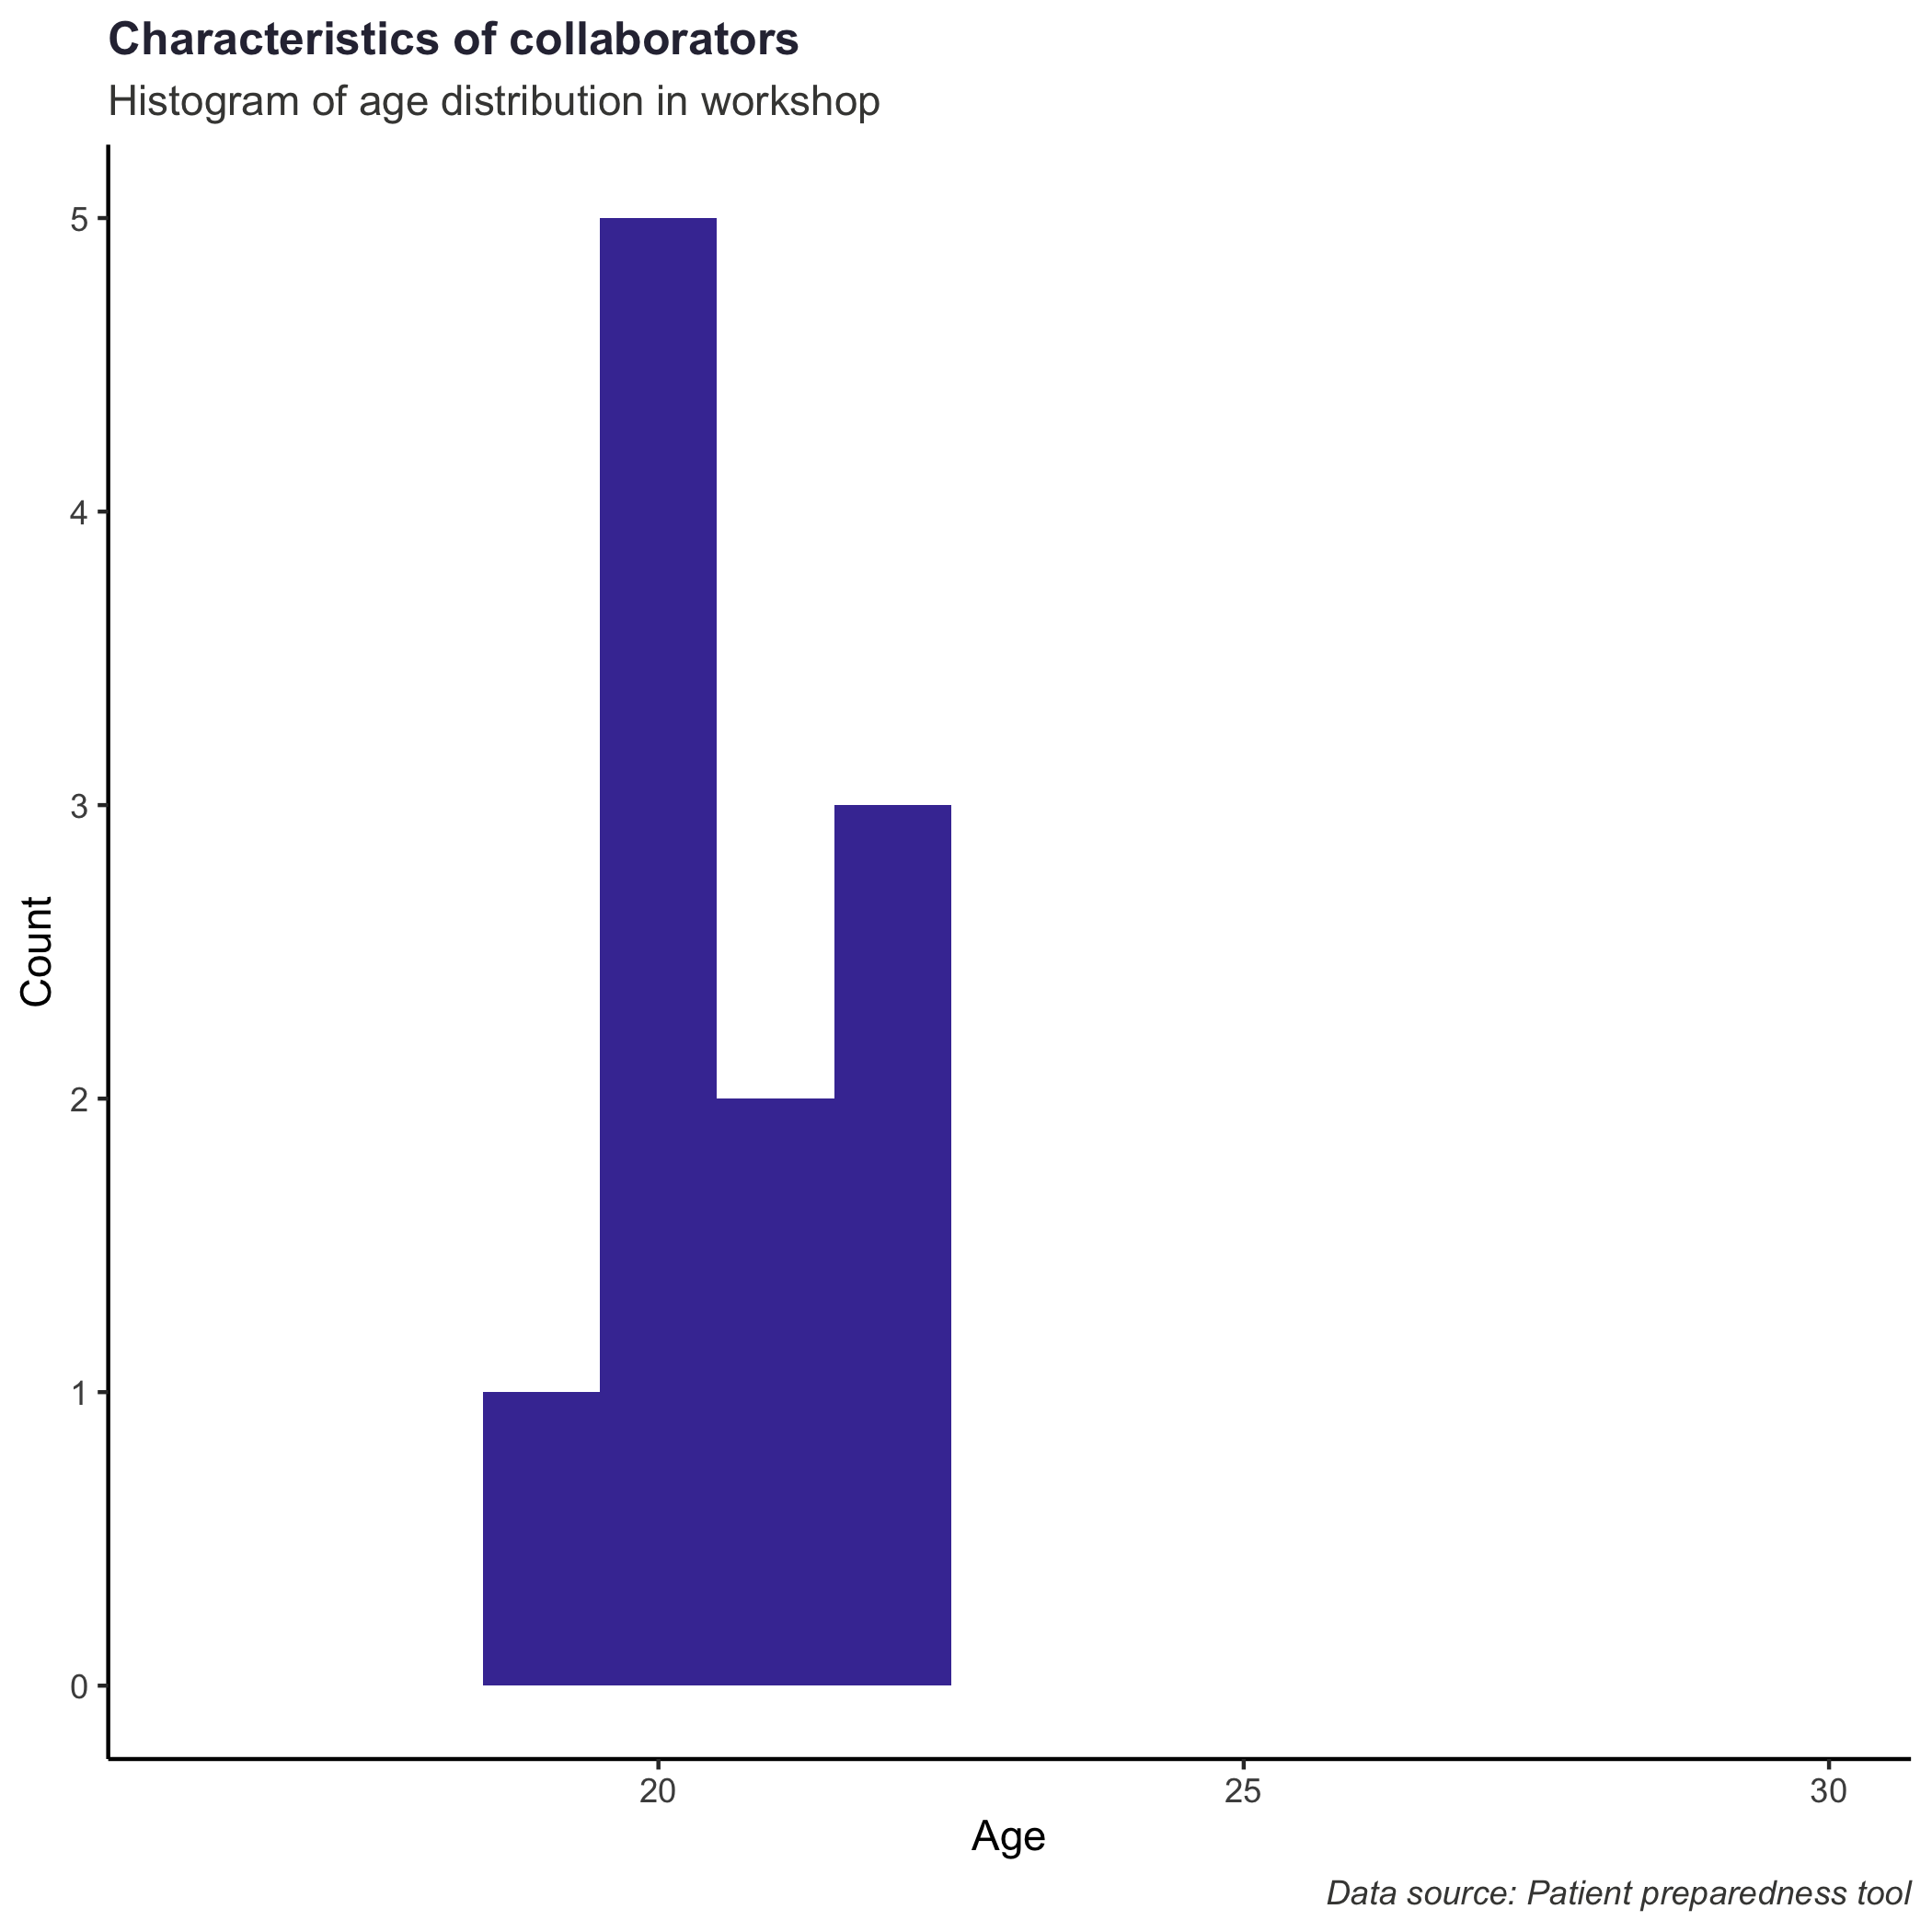 Characteristics of collaborators
Histogram of age distribution in workshop
5
4
3
2
1
0
Count
20 25 30
Age
Data source: Patient preparedness tool